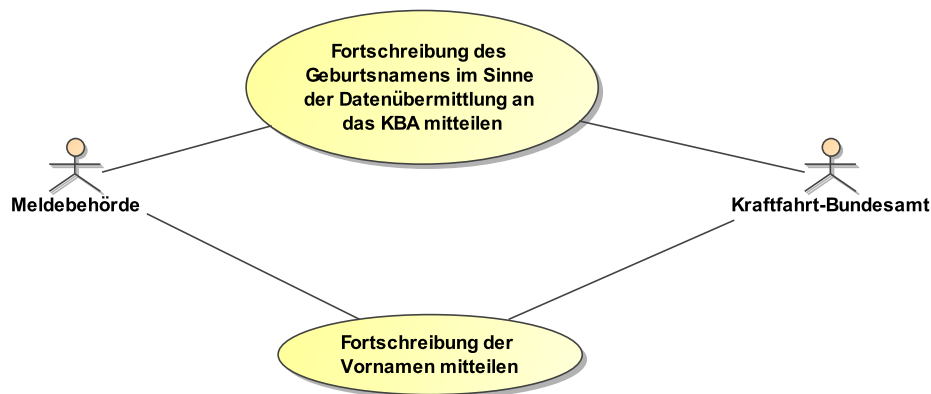 Fortschreibung des
Geburtsnamens im Sinne
der Datenübermittlung an
das KBA mitteilen
Meldebehörde
Kraftfahrt-Bundesamt
Fortschreibung der
Vornamen mitteilen